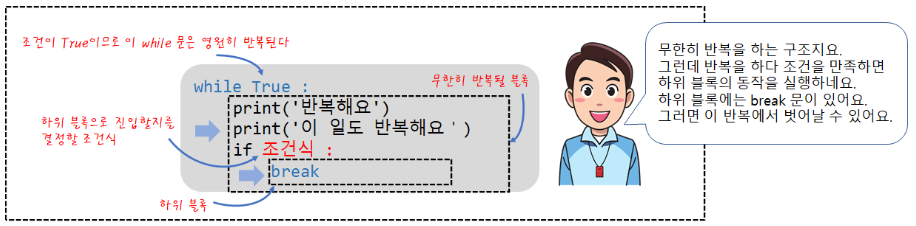 조건이 True이므로 이 while 문은 영원히 반복된다
무한히 반복을 하는 구조지요.
그런데 반복을 하다 조건을 만족하면
하위 블록의 동작을 실행하네요.
하위 블록에는 break 문이 있어요.
그러면 이 반복에서 벗어날 수 있어요.
무한히 반복될 블록
while True :
print('반복해요')
print('이 일도 반복해요')
if 조건식 :
break
하위 블록으로 진입할지를
결정할 조건식
하위 블록